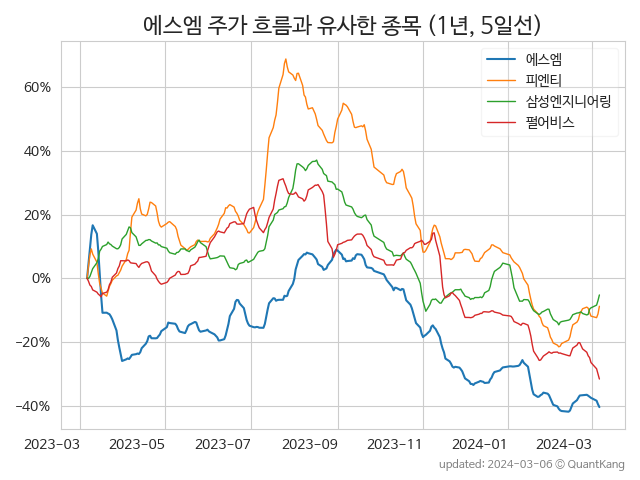 에스엠 주가 흐름과 유사한 종목 (1년, 5일선)
에스엠
피엔티
삼성엔지니어링
펄어비스
60%
40%
20%
0%
−20%
−40%
2023-03 2023-05 2023-07 2023-09 2023-11 2024-01 2024-03
updated: 2024-03-06 © QuantKang